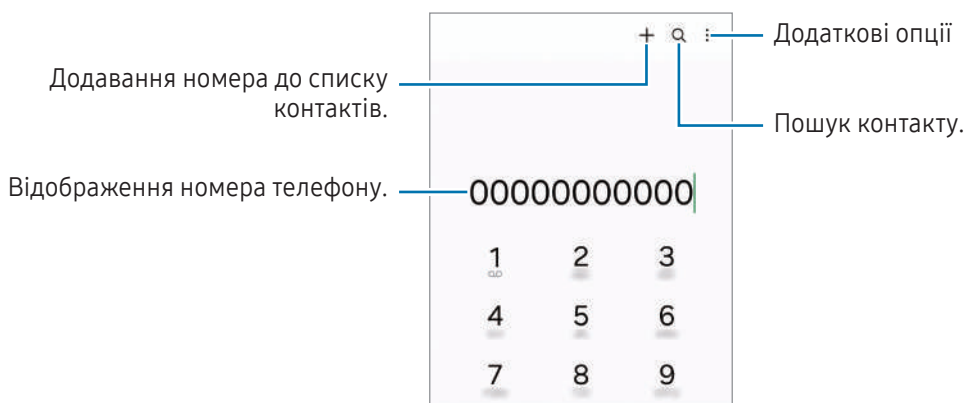 Додаткові опції
Додавання номера до списку
контактів.
Пошук контакту.
Відображення номера телефону.
00000000000
1 2 3
4 5 6
7 8 9